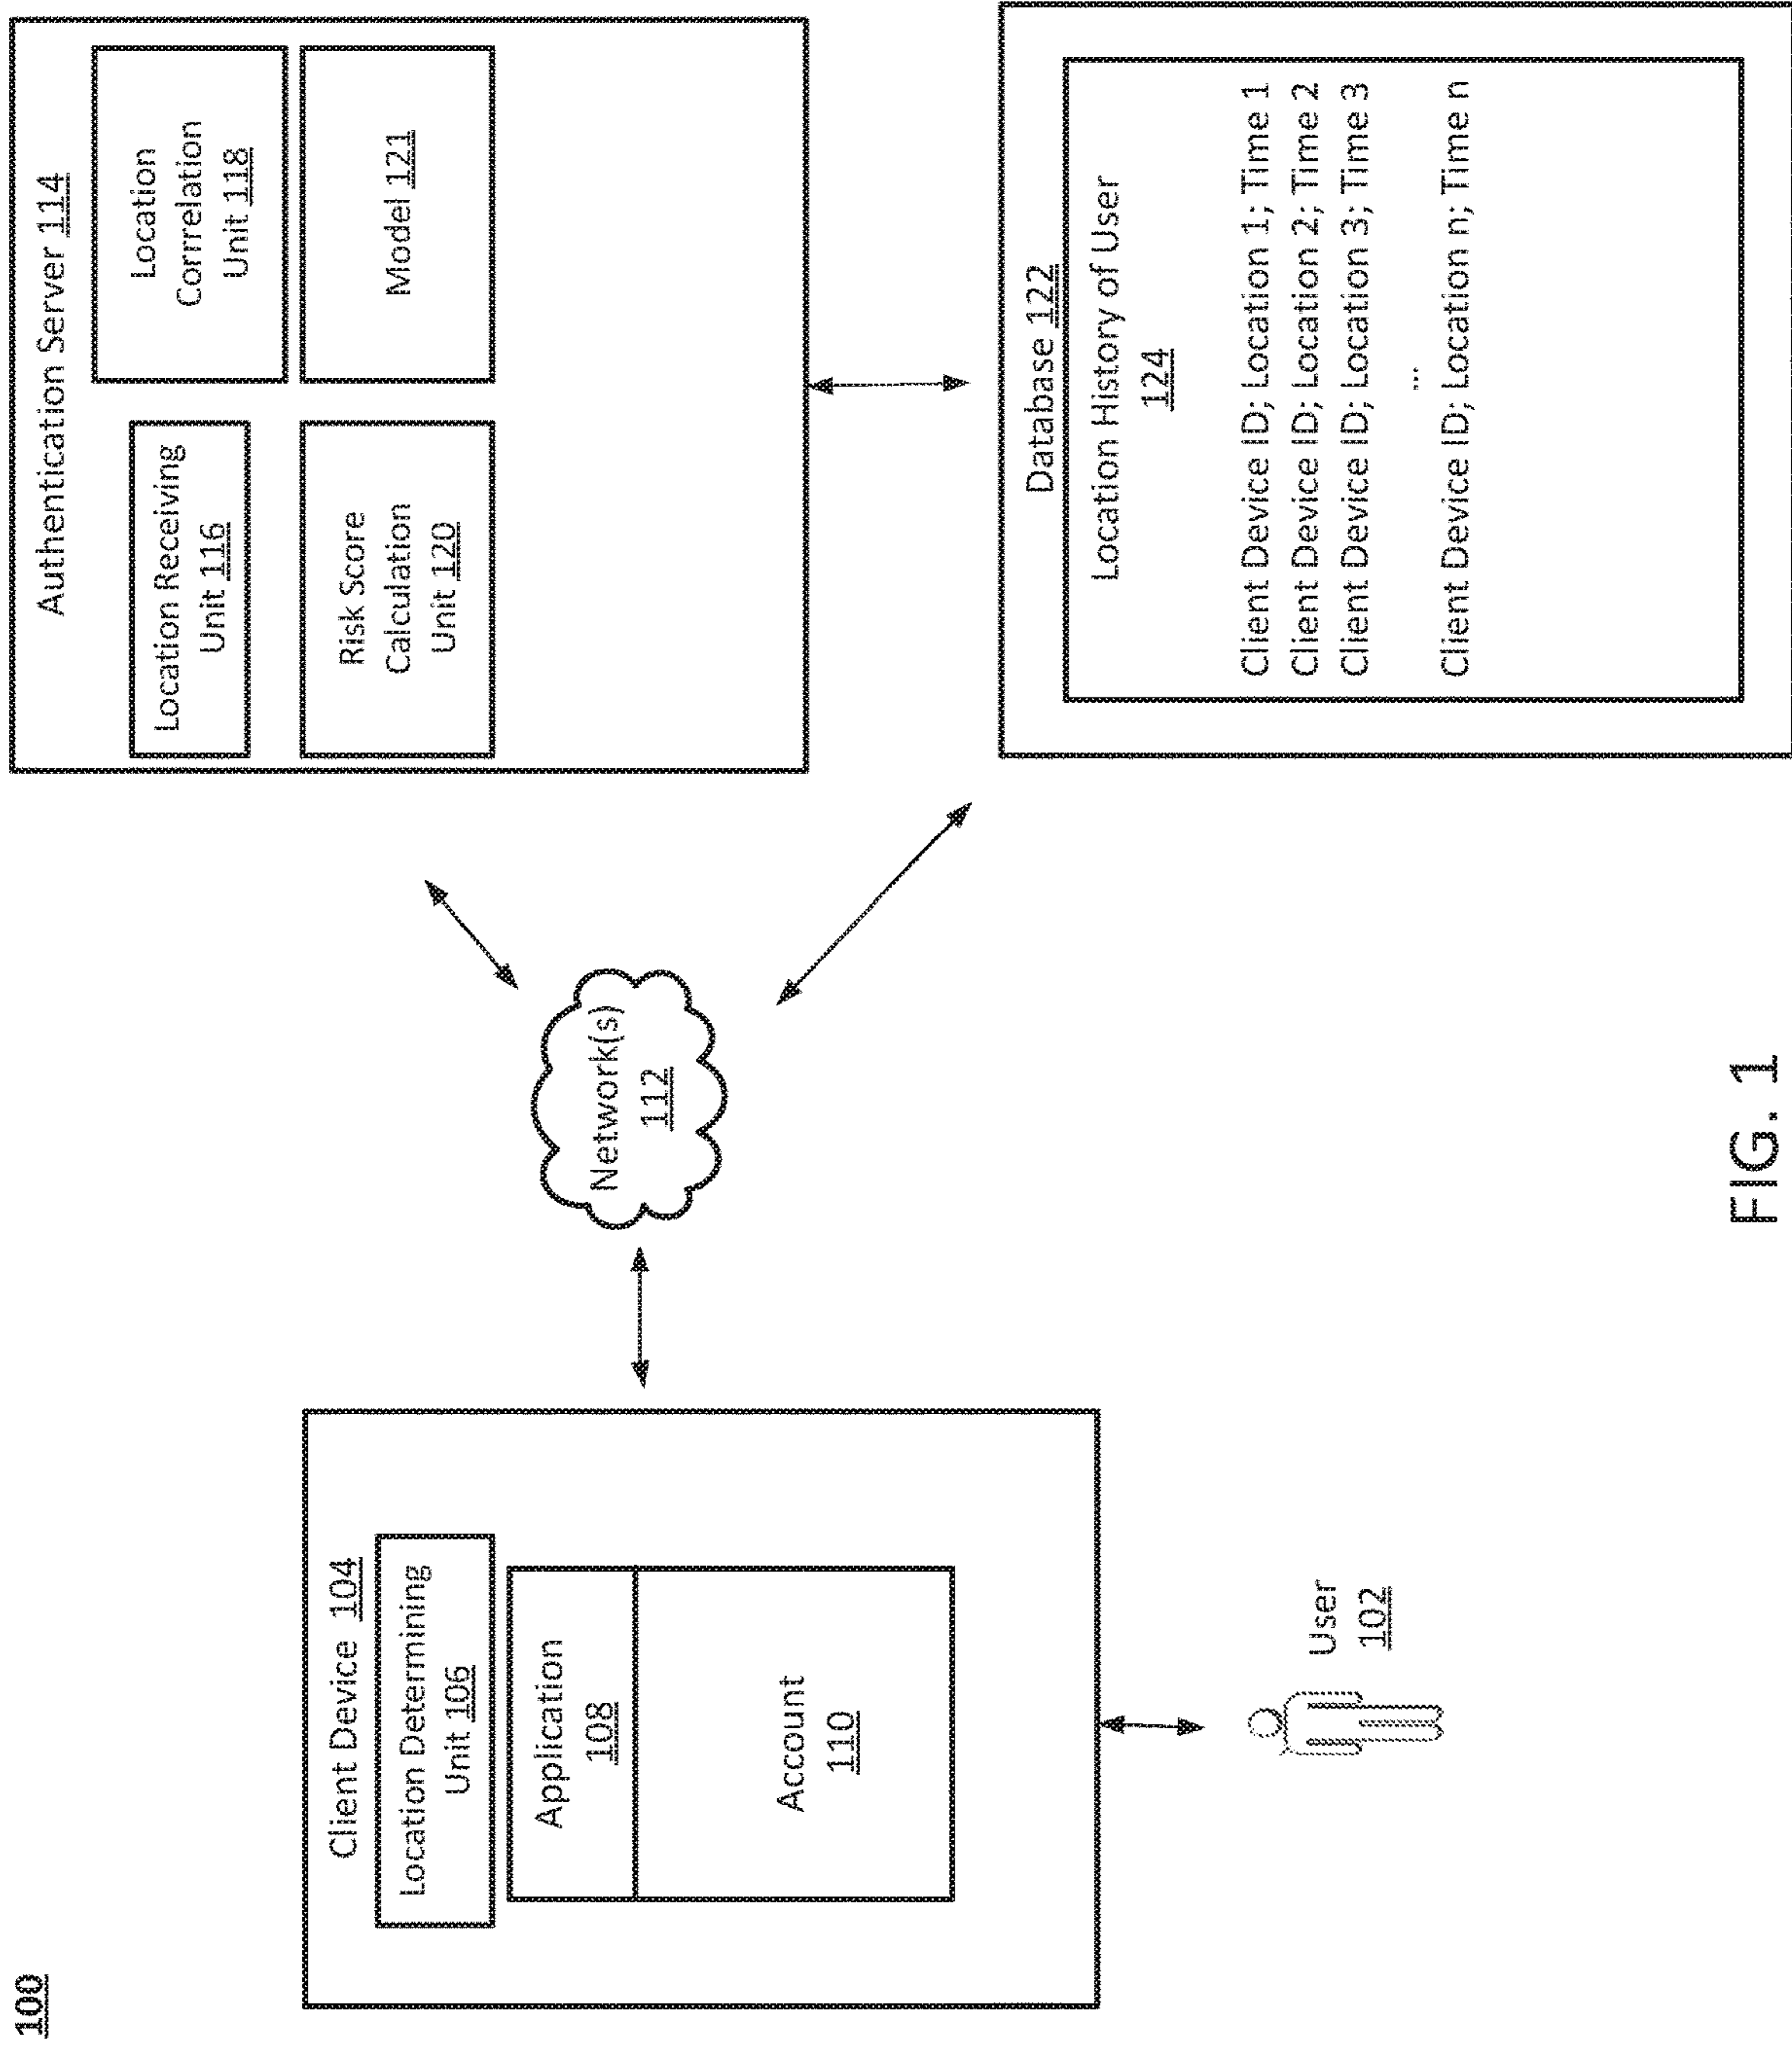 100
Client Device 104
Location Determining
Unit 106
Application
108
Account
110
User
102
Network(s)
112
Authentication Server 114
Location Receiving
Unit 116
Location
Corrrelation
Unit 118
Risk Score
Calculation
Unit 120
Model 121
Database 122
Location History of User
124
Client Device ID; Location 1; Time 1
Client Device ID; Location 2; Time 2
Client Device ID; Location 3; Time 3
...
Client Device ID; Location n; Time n
FIG. 1